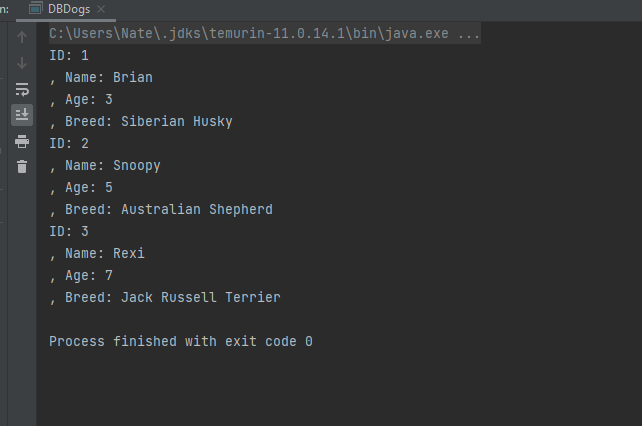 n: DBDogs
C:\Users\Nate\.jdks\temurin-11.0.14.1\bin\java.exe ...
ID: 1
, Name: Brian
, Age: 3
, Breed: Siberian Husky
ID: 2
, Name: Snoopy
, Age: 5
, Breed: Australian Shepherd
ID: 3
, Name: Rexi
, Age: 7
, Breed: Jack Russell Terrier
Process finished with exit code 0